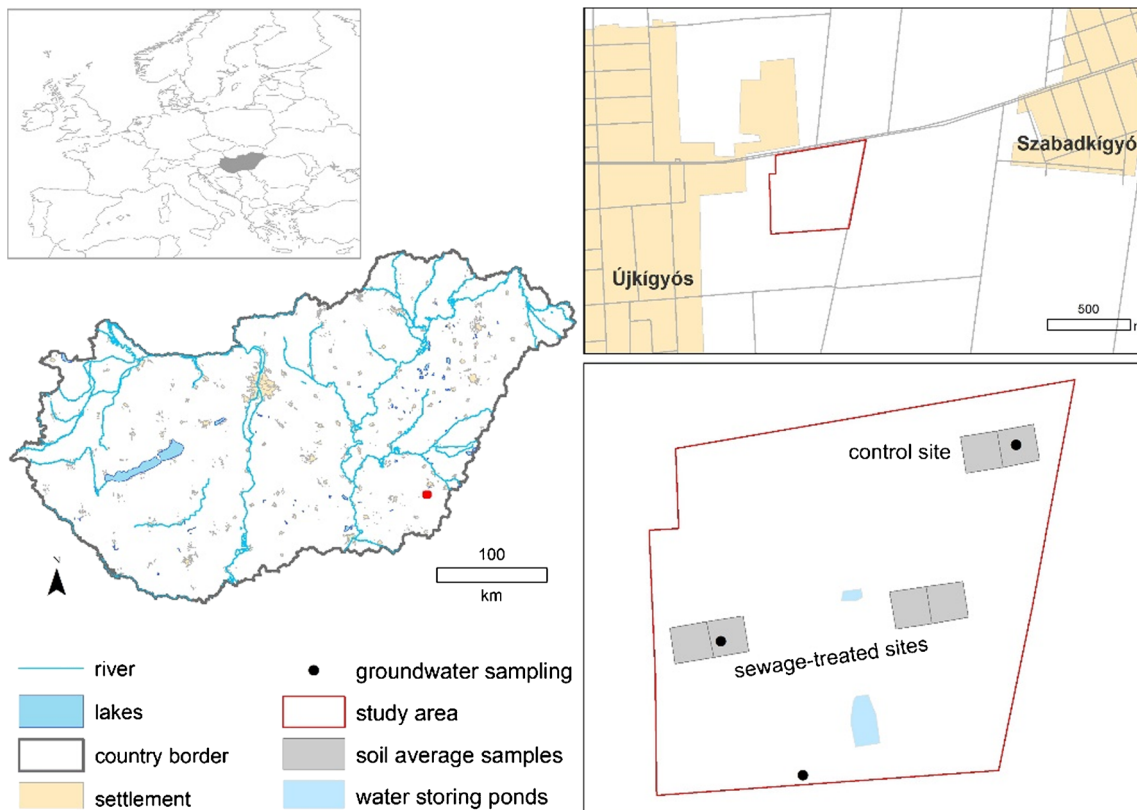 Szabadkígyó
Újkígyós
500
m
control site
sewage-treated sites
N
100
km
river
lakes
country border
settlement
groundwater sampling
study area
soil average samples
water storing ponds